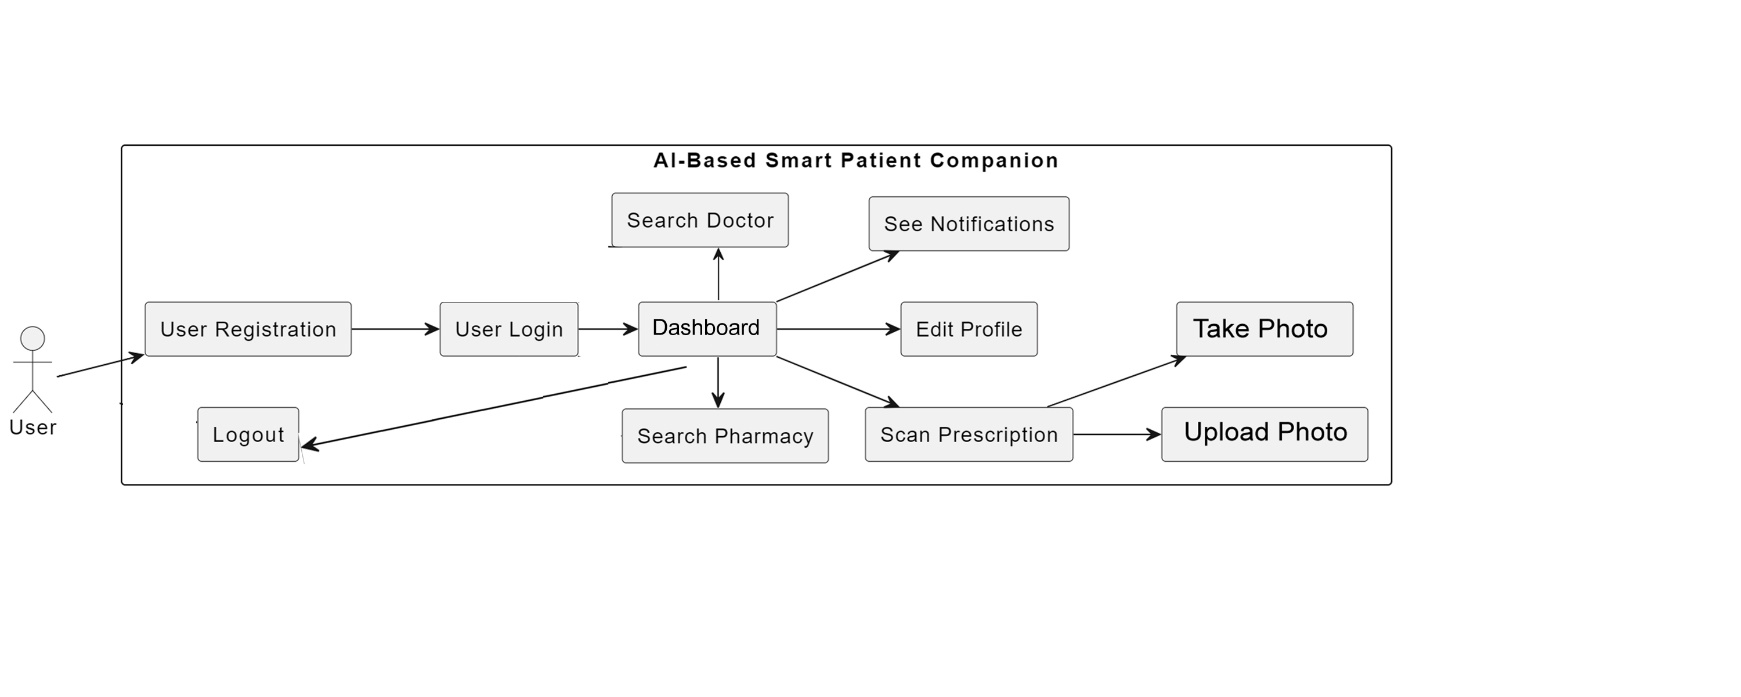 AI-Based Smart Patient Companion
Search Doctor
See Notifications
User Registration
User Login
Dashboard
Edit Profile
Take Photo
User
Logout
Search Pharmacy
Scan Prescription
Upload Photo